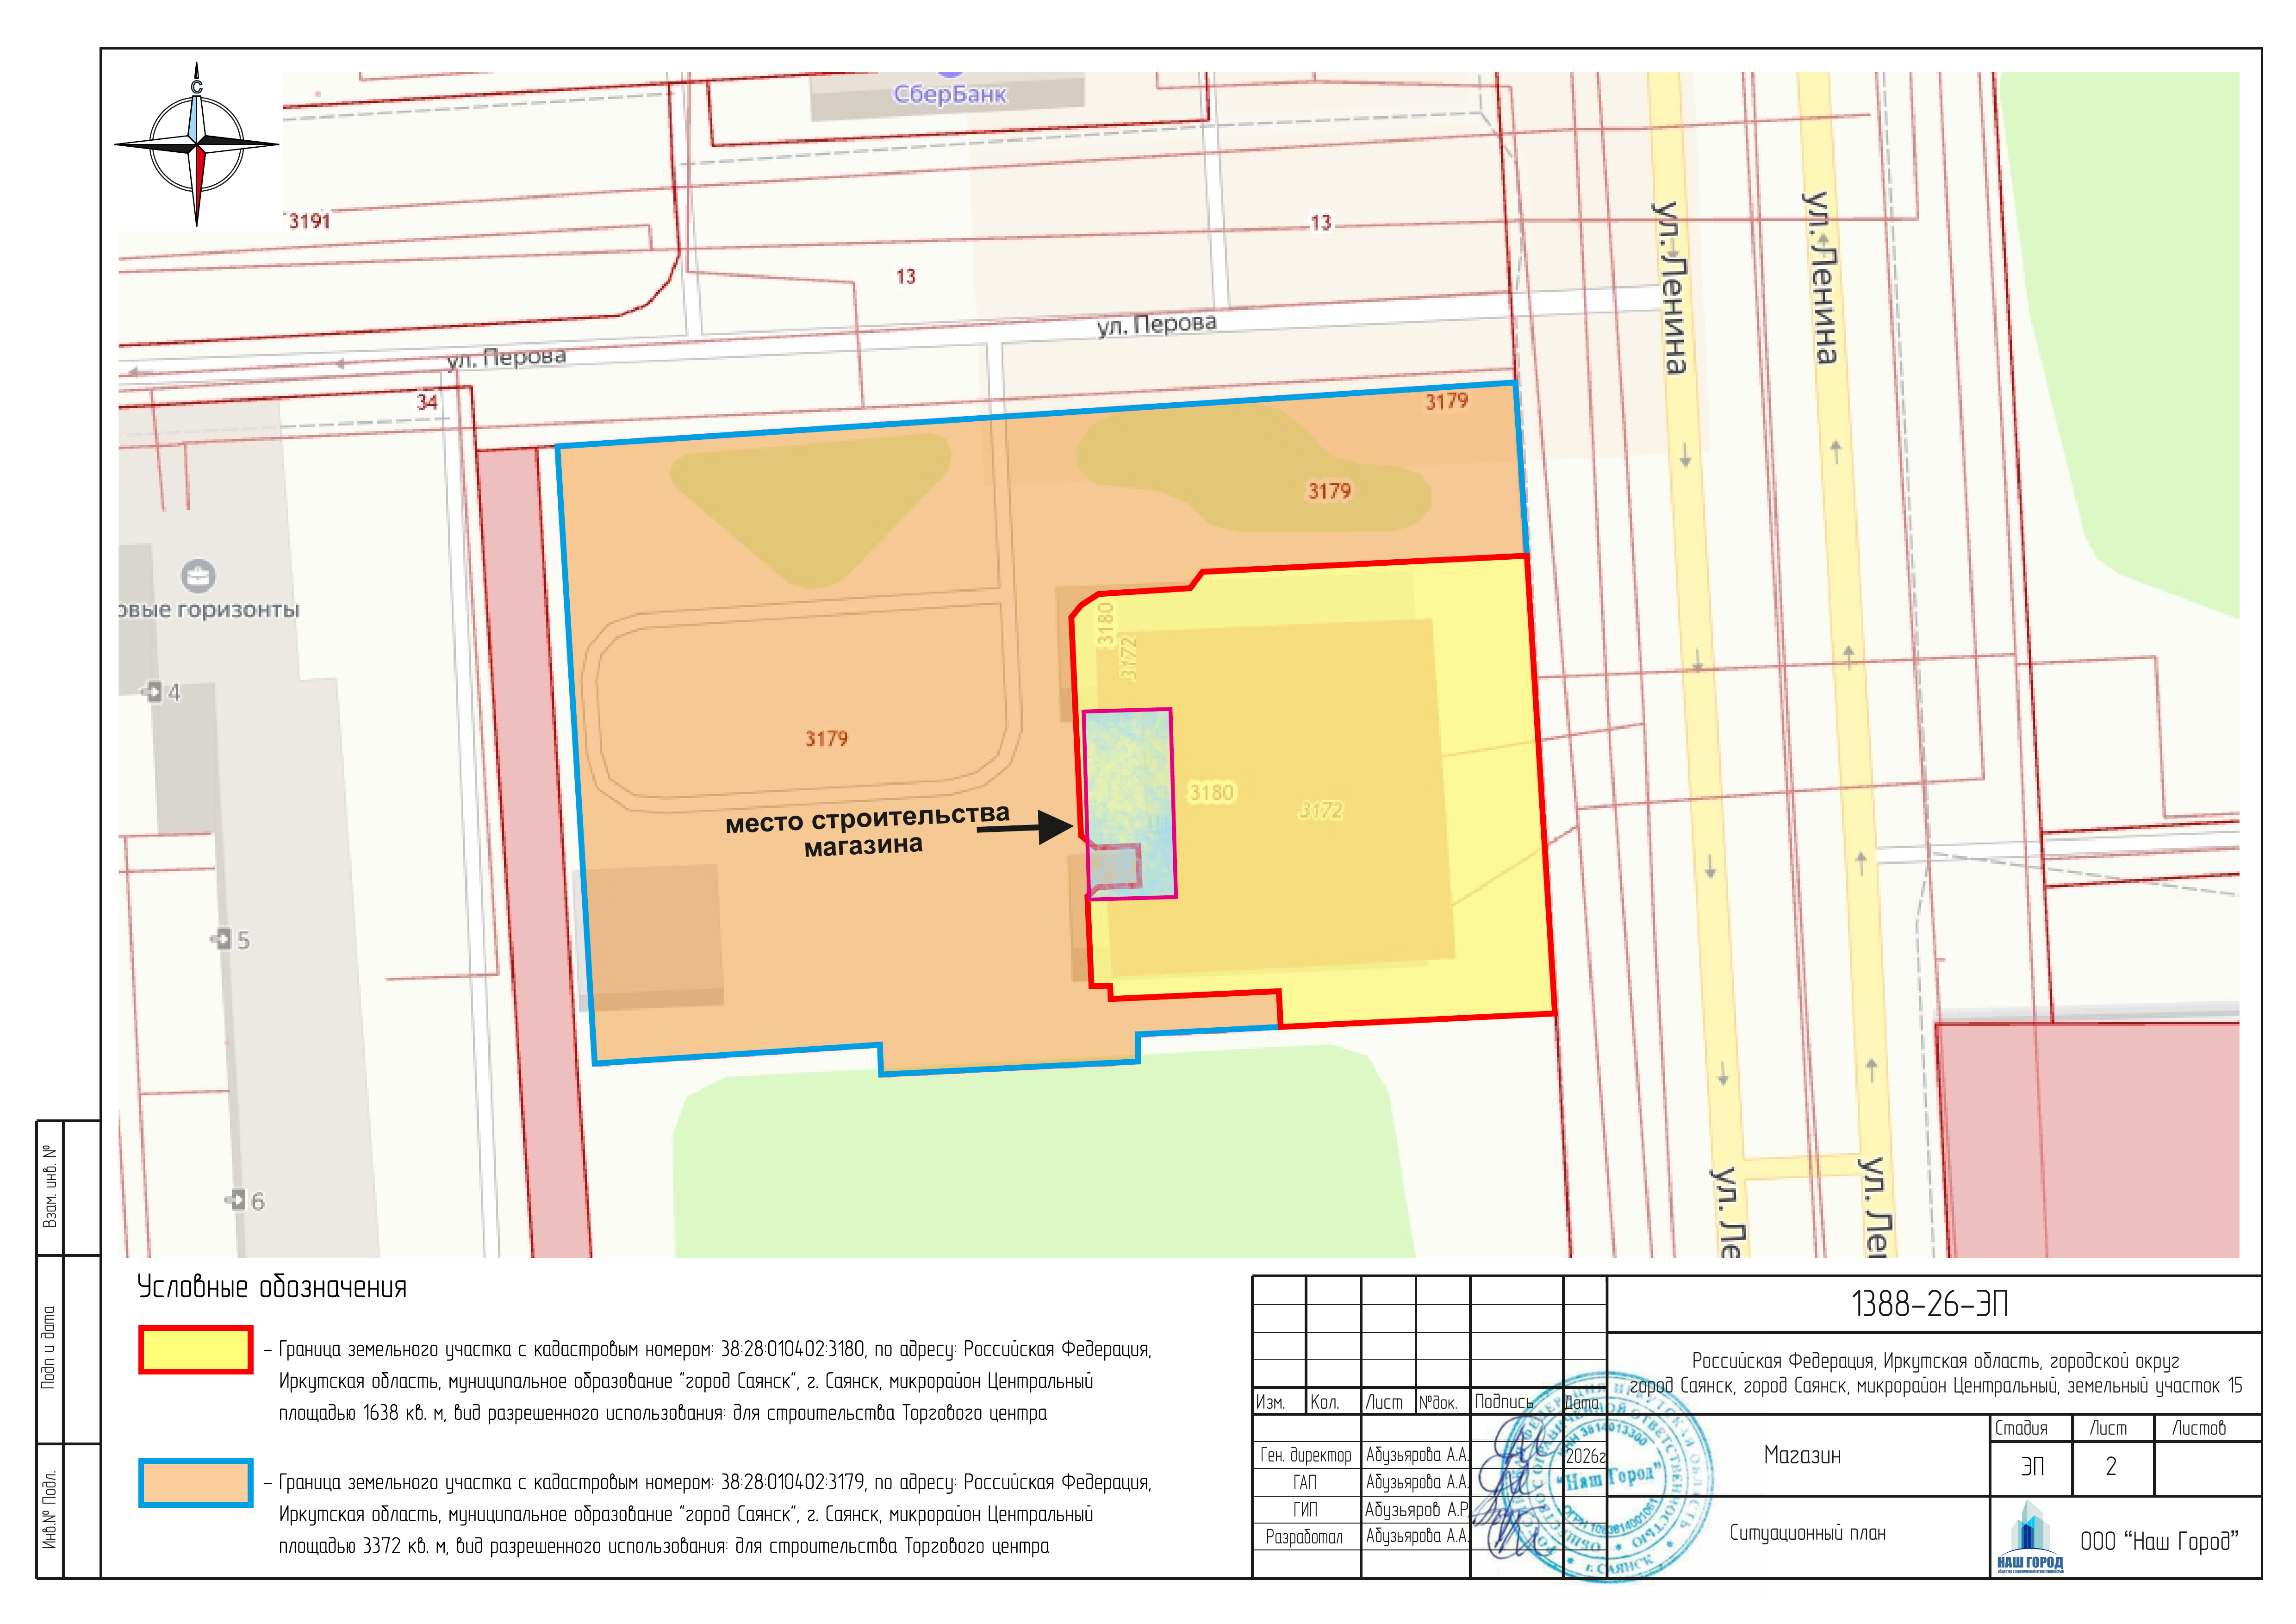 С
СберБанк
3191
13
13
ул. Перова
ул. Перова
ул. Ленина
ул. Ленина
34
3179
3179
3180
3172
овые горизонты
4
3179
3180
3172
место строительства
магазина
5
6
ул. Ле
ул. Ле
Взам. инв. №
Подп и дата
Инв.№ Подл.
Условные обозначения
– Граница земельного участка с кадастровым номером: 38:28:010402:3180, по адресу: Российская Федерация,
Иркутская область, муниципальное образование "город Саянск", г. Саянск, микрорайон Центральный
площадью 1638 кв. м, вид разрешенного использования: для строительства Торгового центра
– Граница земельного участка с кадастровым номером: 38:28:010402:3179, по адресу: Российская Федерация,
Иркутская область, муниципальное образование "город Саянск", г. Саянск, микрорайон Центральный
площадью 3372 кв. м, вид разрешенного использования: для строительства Торгового центра
1388-26-ЭП
Российская Федерация, Иркутская область, городской округ
город Саянск, город Саянск, микрорайон Центральный, земельный участок 15
Изм. Кол. Лист №док. Подпись Дата
Ген. директор Абузьярова А.А. 2026г
ГАП Абузьярова А.А.
ГИП Абузьяров А.Р.
Разработал Абузьярова А.А.
Магазин
Стадия Лист Листов
ЭП 2
Ситуационный план
НАШ ГОРОД
ООО “Наш Город”
ИНН 3814013300
“Наш Город”
г. САЯНСК